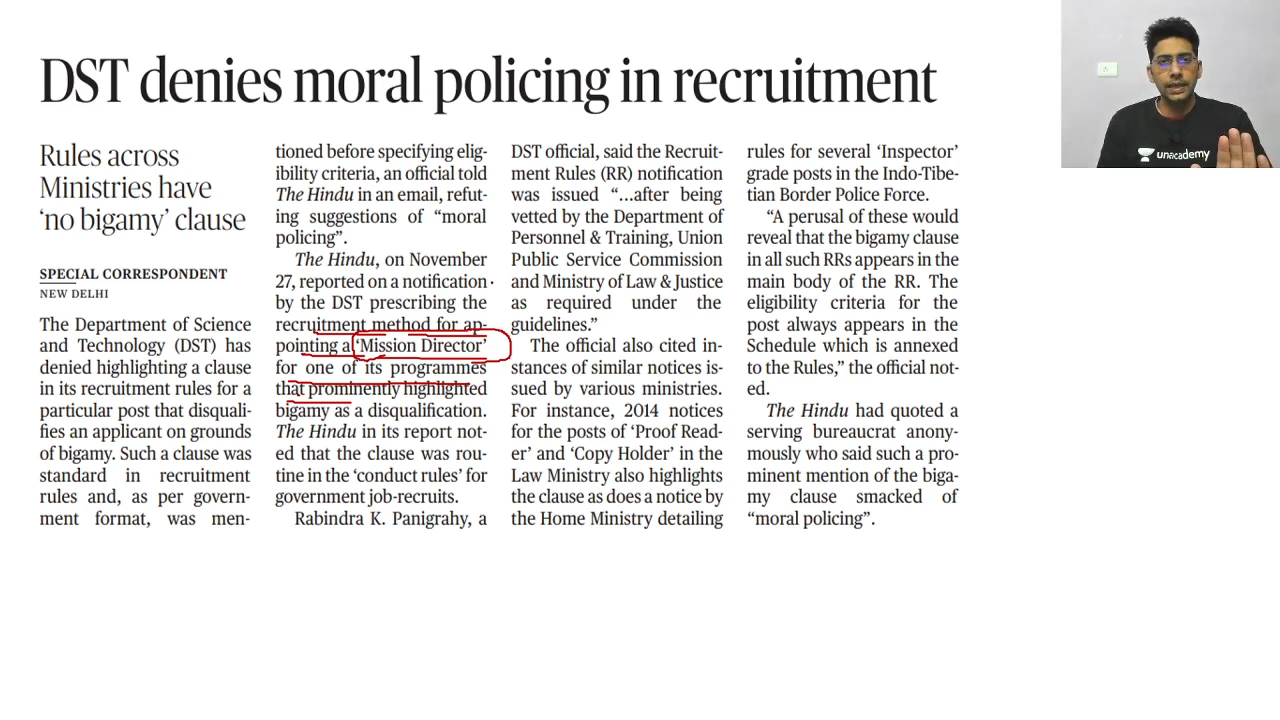 DST denies moral policing in recruitment
Rules across
Ministries have
‘no bigamy’ clause
SPECIAL CORRESPONDENT
NEW DELHI
The Department of Science
and Technology (DST) has
denied highlighting a clause
in its recruitment rules for a
particular post that disquali-
fies an applicant on grounds
of bigamy. Such a clause was
standard in recruitment
rules and, as per govern-
ment format, was men-
tioned before specifying elig-
ibility criteria, an official told
The Hindu in an email, refut-
ing suggestions of “moral
policing”.
The Hindu, on November
27, reported on a notification
by the DST prescribing the
recruitment method for ap-
pointing a ‘Mission Director’
for one of its programmes
that prominently highlighted
bigamy as a disqualification.
The Hindu in its report not-
ed that the clause was rou-
tine in the ‘conduct rules’ for
government job-recruits.
Rabindra K. Panigrahy, a
DST official, said the Recruit-
ment Rules (RR) notification
was issued “...after being
vetted by the Department of
Personnel & Training, Union
Public Service Commission
and Ministry of Law & Justice
as required under the
guidelines.”
The official also cited in-
stances of similar notices is-
sued by various ministries.
For instance, 2014 notices
for the posts of ‘Proof Read-
er’ and ‘Copy Holder’ in the
Law Ministry also highlights
the clause as does a notice by
the Home Ministry detailing
rules for several ‘Inspector’
grade posts in the Indo-Tibe-
tian Border Police Force.
“A perusal of these would
reveal that the bigamy clause
in all such RRs appears in the
main body of the RR. The
eligibility criteria for the
post always appears in the
Schedule which is annexed
to the Rules,” the official not-
ed.
The Hindu had quoted a
serving bureaucrat anony-
mously who said such a pro-
minent mention of the biga-
my clause smacked of
“moral policing”.
unacademy